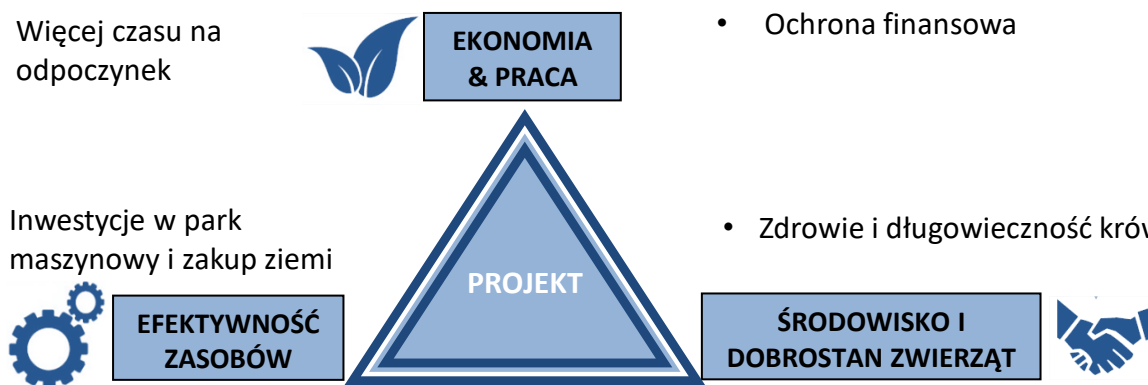 Więcej czasu na
odpoczynek
EKONOMIA
& PRACA
• Ochrona finansowa
Inwestycje w park
maszynowy i zakup ziemi
• Zdrowie i długowieczność krów
PROJEKT
EFEKTYWNOŚĆ
ZASOBÓW
ŚRODOWISKO I
DOBROSTAN ZWIERZĄT